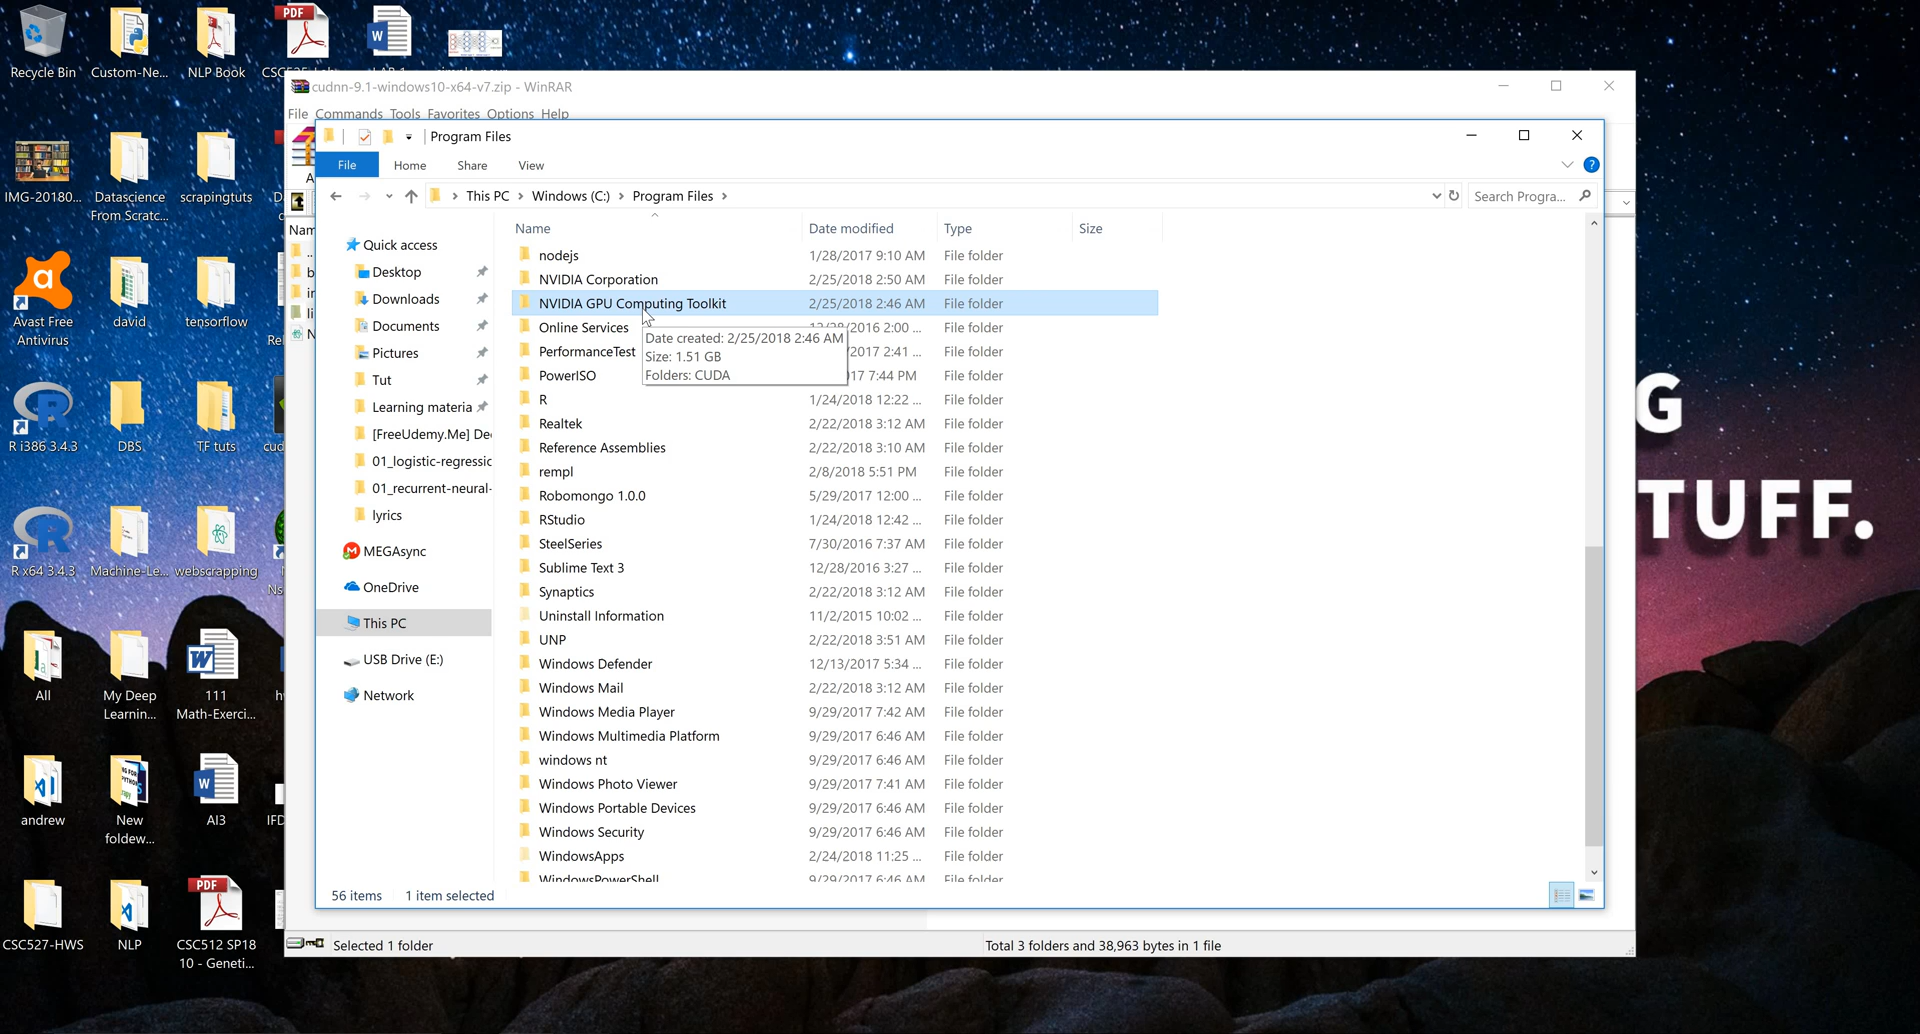 Recycle Bin
Custom-Ne...
NLP Book
IMG-20180...
Datascience
From Scratc...
scrapingtuts
Avast Free
Antivirus
david
tensorflow
R i386 3.4.3
DBS
TF tuts
R x64 3.4.3
Machine-Le...
webscrapping
All
My Deep
Learnin...
111
Math-Exerci...
andrew
New
foldew...
AI3
CSC527-HWS
NLP
CSC512 SP18
10 - Geneti...
cudnn-9.1-windows10-x64-v7.zip - WinRAR
File Commands Tools Favorites Options Help
Program Files
File Home Share View
This PC > Windows (C:) > Program Files >
Search Progra...
Quick access
Desktop
Downloads
Documents
Pictures
Tut
Learning materia
[FreeUdemy.Me] De
01_logistic-regressic
01_recurrent-neural-
lyrics
MEGAsync
OneDrive
This PC
USB Drive (E:)
Network
Name Date modified Type Size
nodejs 1/28/2017 9:10 AM File folder
NVIDIA Corporation 2/25/2018 2:50 AM File folder
NVIDIA GPU Computing Toolkit 2/25/2018 2:46 AM File folder
Online Services 2016 2:00 ... File folder
PerformanceTest 2017 2:41 ... File folder
PowerISO 17 7:44 PM File folder
Date created: 2/25/2018 2:46 AM
Size: 1.51 GB
Folders: CUDA
R 1/24/2018 12:22 ... File folder
Realtek 2/22/2018 3:12 AM File folder
Reference Assemblies 2/22/2018 3:10 AM File folder
rempl 2/8/2018 5:51 PM File folder
Robomongo 1.0.0 5/29/2017 12:00 ... File folder
RStudio 1/24/2018 12:42 ... File folder
SteelSeries 7/30/2016 7:37 AM File folder
Sublime Text 3 12/28/2016 3:27 ... File folder
Synaptics 2/22/2018 3:12 AM File folder
Uninstall Information 11/2/2015 10:02 ... File folder
UNP 2/22/2018 3:51 AM File folder
Windows Defender 12/13/2017 5:34 ... File folder
Windows Mail 2/22/2018 3:12 AM File folder
Windows Media Player 9/29/2017 7:42 AM File folder
Windows Multimedia Platform 9/29/2017 6:46 AM File folder
windows nt 9/29/2017 6:46 AM File folder
Windows Photo Viewer 9/29/2017 7:41 AM File folder
Windows Portable Devices 9/29/2017 6:46 AM File folder
Windows Security 9/29/2017 6:46 AM File folder
WindowsApps 2/24/2018 11:25 ... File folder
WindowsPowerShell 9/29/2017 6:46 AM File folder
56 items 1 item selected
Selected 1 folder
Total 3 folders and 38,963 bytes in 1 file
G
TUFF.